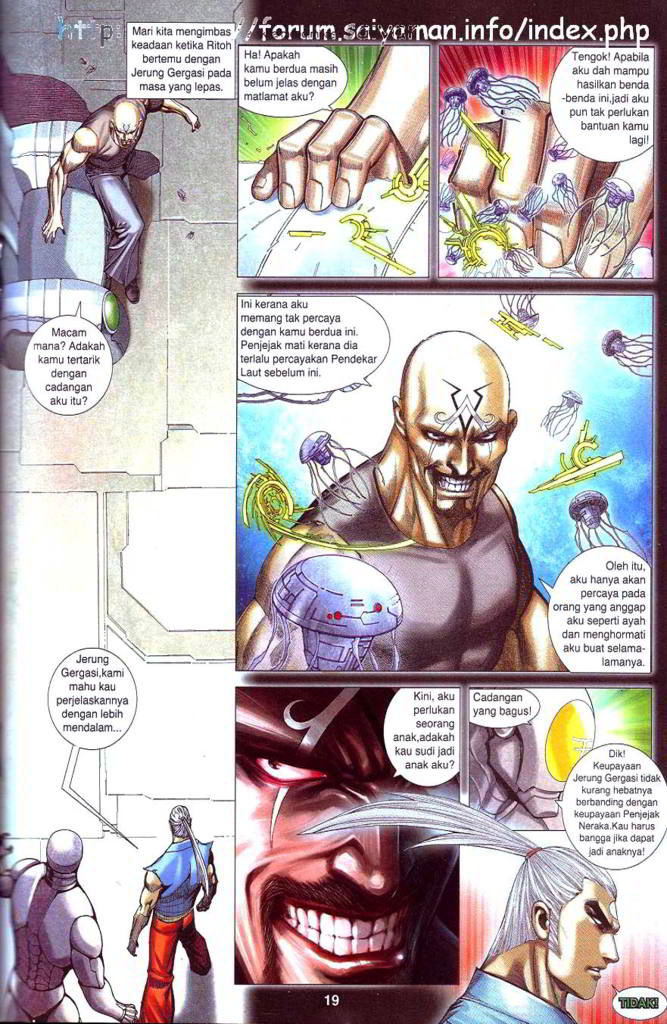 http://forum.saiyaman.info/index.php
Mari kita mengimbas
keadaan ketika Ritoh
bertemu dengan
Jerung Gergasi pada
masa yang lepas.
Macam
mana? Adakah
kamu tertarik
dengan
cadangan
aku itu?
Jerung
Gergasi,kami
mahu kau
perjelaskannya
dengan lebih
mendalam...
Ha! Apakah
kamu berdua masih
belum jelas dengan
matlamat aku?
Tengok! Apabila
aku dah mampu
hasilkan benda
-benda ini,jadi aku
pun tak perlukan
bantuan kamu
lagi!
Ini kerana aku
memang tak percaya
dengan kamu berdua ini.
Penjejak mati kerana dia
terlalu percayakan Pendekar
Laut sebelum ini.
Oleh itu,
aku hanya akan
percaya pada
orang yang anggap
aku seperti ayah
dan menghormati
aku buat selama-
lamanya.
Kini, aku
perlukan
seorang
anak,adakah
kau sudi jadi
anak aku?
Cadangan
yang bagus!
Dik!
Keupayaan
Jerung Gergasi tidak
kurang hebatnya
berbanding dengan
keupayaan Penjejak
Neraka.Kau harus
bangga jika dapat
jadi anaknya!
TIDAK!
19